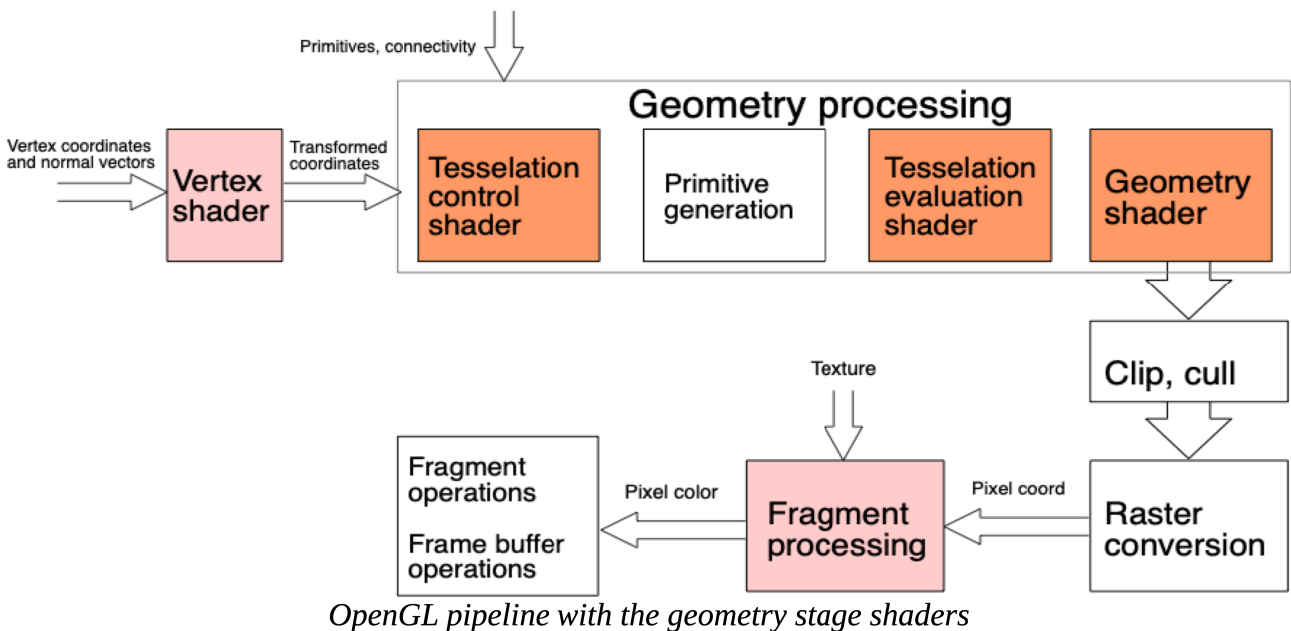 Primitives, connectivity
Geometry processing
Vertex coordinates
and normal vectors
Vertex
shader
Transformed
coordinates
Tesselation
control
shader
Primitive
generation
Tesselation
evaluation
shader
Geometry
shader
Clip, cull
Texture
Fragment
operations
Frame buffer
operations
Pixel color
Fragment
processing
Pixel coord
Raster
conversion
OpenGL pipeline with the geometry stage shaders